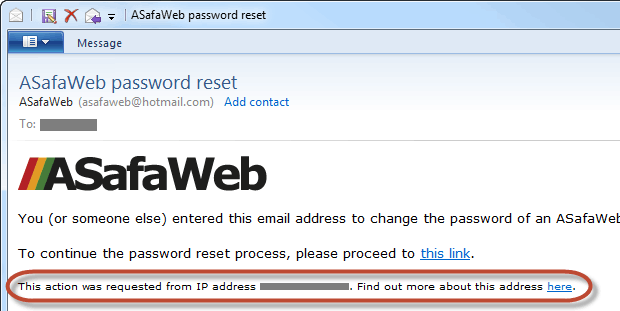 ASafaWeb password reset
Message
ASafaWeb password reset
ASafaWeb (asafaweb@hotmail.com) Add contact
To:
ASafaWeb
You (or someone else) entered this email address to change the password of an ASafaWeb
To continue the password reset process, please proceed to this link.
This action was requested from IP address . Find out more about this address here.